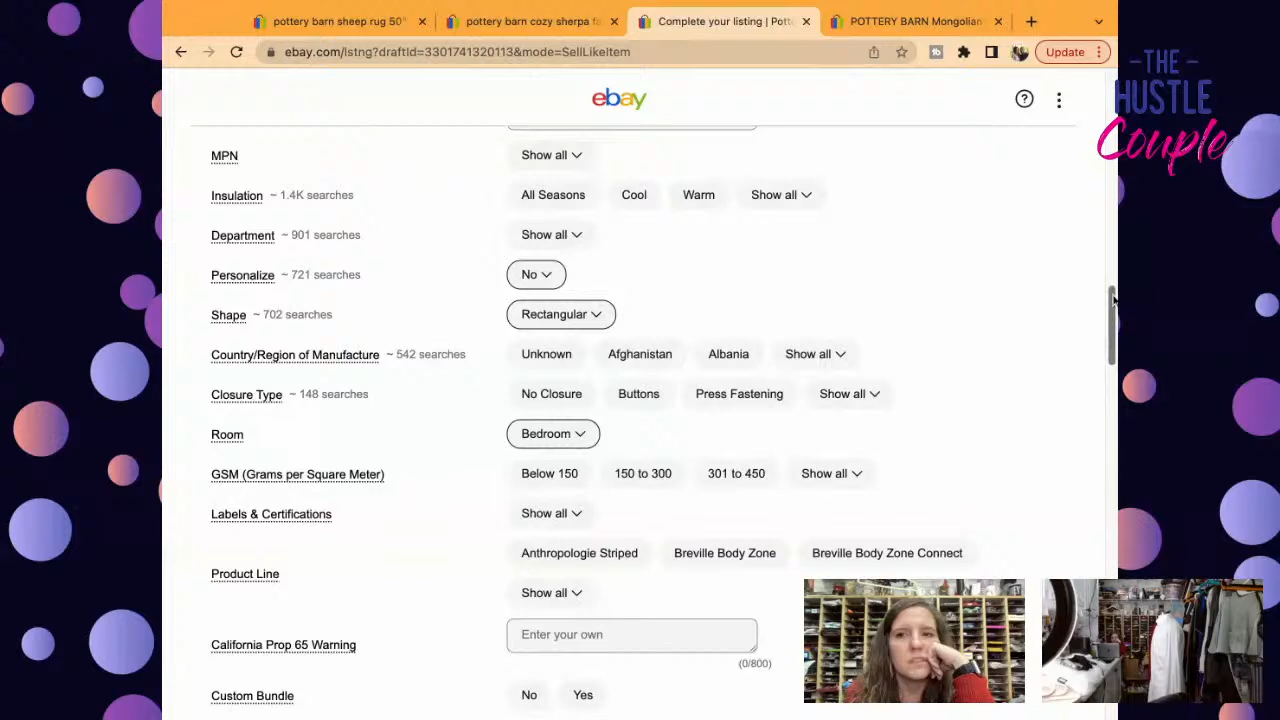 pottery barn sheep rug 50"
pottery barn cozy sherpa fa
Complete your listing | Potte
POTTERY BARN Mongolian
ebay.com/lstng?draftId=3301741320113&mode=SellLikeItem
Update
-THE-
HUSTLE
Couple
ebay
MPN
Show all
Insulation ~ 1.4K searches
All Seasons Cool Warm Show all
Department ~ 901 searches
Show all
Personalize ~ 721 searches
No
Shape ~ 702 searches
Rectangular
Country/Region of Manufacture ~ 542 searches
Unknown Afghanistan Albania Show all
Closure Type ~ 148 searches
No Closure Buttons Press Fastening Show all
Room
Bedroom
GSM (Grams per Square Meter)
Below 150 150 to 300 301 to 450 Show all
Labels & Certifications
Show all
Anthropologie Striped Breville Body Zone Breville Body Zone Connect
Product Line
Show all
California Prop 65 Warning
Enter your own
(0/800)
Custom Bundle
No Yes